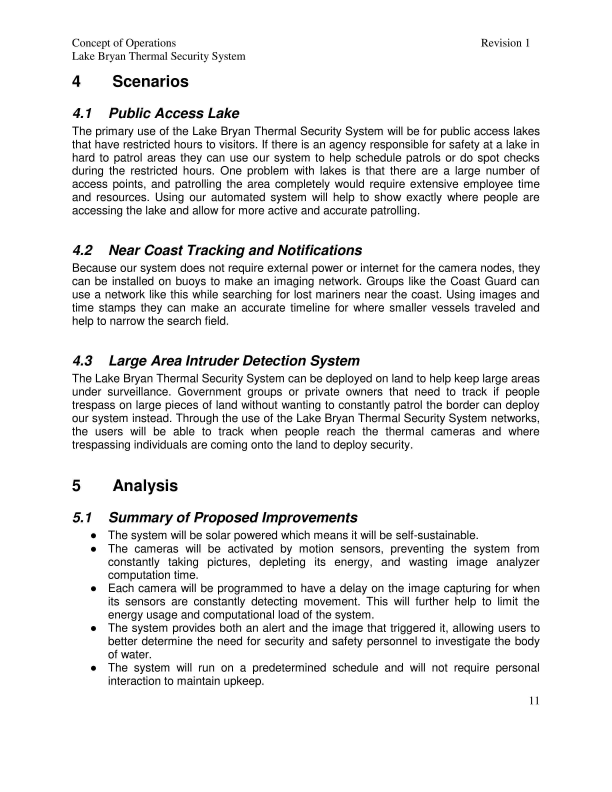 Concept of Operations Revision 1
Lake Bryan Thermal Security System
4 Scenarios
4.1 Public Access Lake
The primary use of the Lake Bryan Thermal Security System will be for public access lakes
that have restricted hours to visitors. If there is an agency responsible for safety at a lake in
hard to patrol areas they can use our system to help schedule patrols or do spot checks
during the restricted hours. One problem with lakes is that there are a large number of
access points, and patrolling the area completely would require extensive employee time
and resources. Using our automated system will help to show exactly where people are
accessing the lake and allow for more active and accurate patrolling.
4.2 Near Coast Tracking and Notifications
Because our system does not require external power or internet for the camera nodes, they
can be installed on buoys to make an imaging network. Groups like the Coast Guard can
use a network like this while searching for lost mariners near the coast. Using images and
time stamps they can make an accurate timeline for where smaller vessels traveled and
help to narrow the search field.
4.3 Large Area Intruder Detection System
The Lake Bryan Thermal Security System can be deployed on land to help keep large areas
under surveillance. Government groups or private owners that need to track if people
trespass on large pieces of land without wanting to constantly patrol the border can deploy
our system instead. Through the use of the Lake Bryan Thermal Security System networks,
the users will be able to track when people reach the thermal cameras and where
trespassing individuals are coming onto the land to deploy security.
5 Analysis
5.1 Summary of Proposed Improvements
● The system will be solar powered which means it will be self-sustainable.
● The cameras will be activated by motion sensors, preventing the system from
constantly taking pictures, depleting its energy, and wasting image analyzer
computation time.
● Each camera will be programmed to have a delay on the image capturing for when
its sensors are constantly detecting movement. This will further help to limit the
energy usage and computational load of the system.
● The system provides both an alert and the image that triggered it, allowing users to
better determine the need for security and safety personnel to investigate the body
of water.
● The system will run on a predetermined schedule and will not require personal
interaction to maintain upkeep.
11